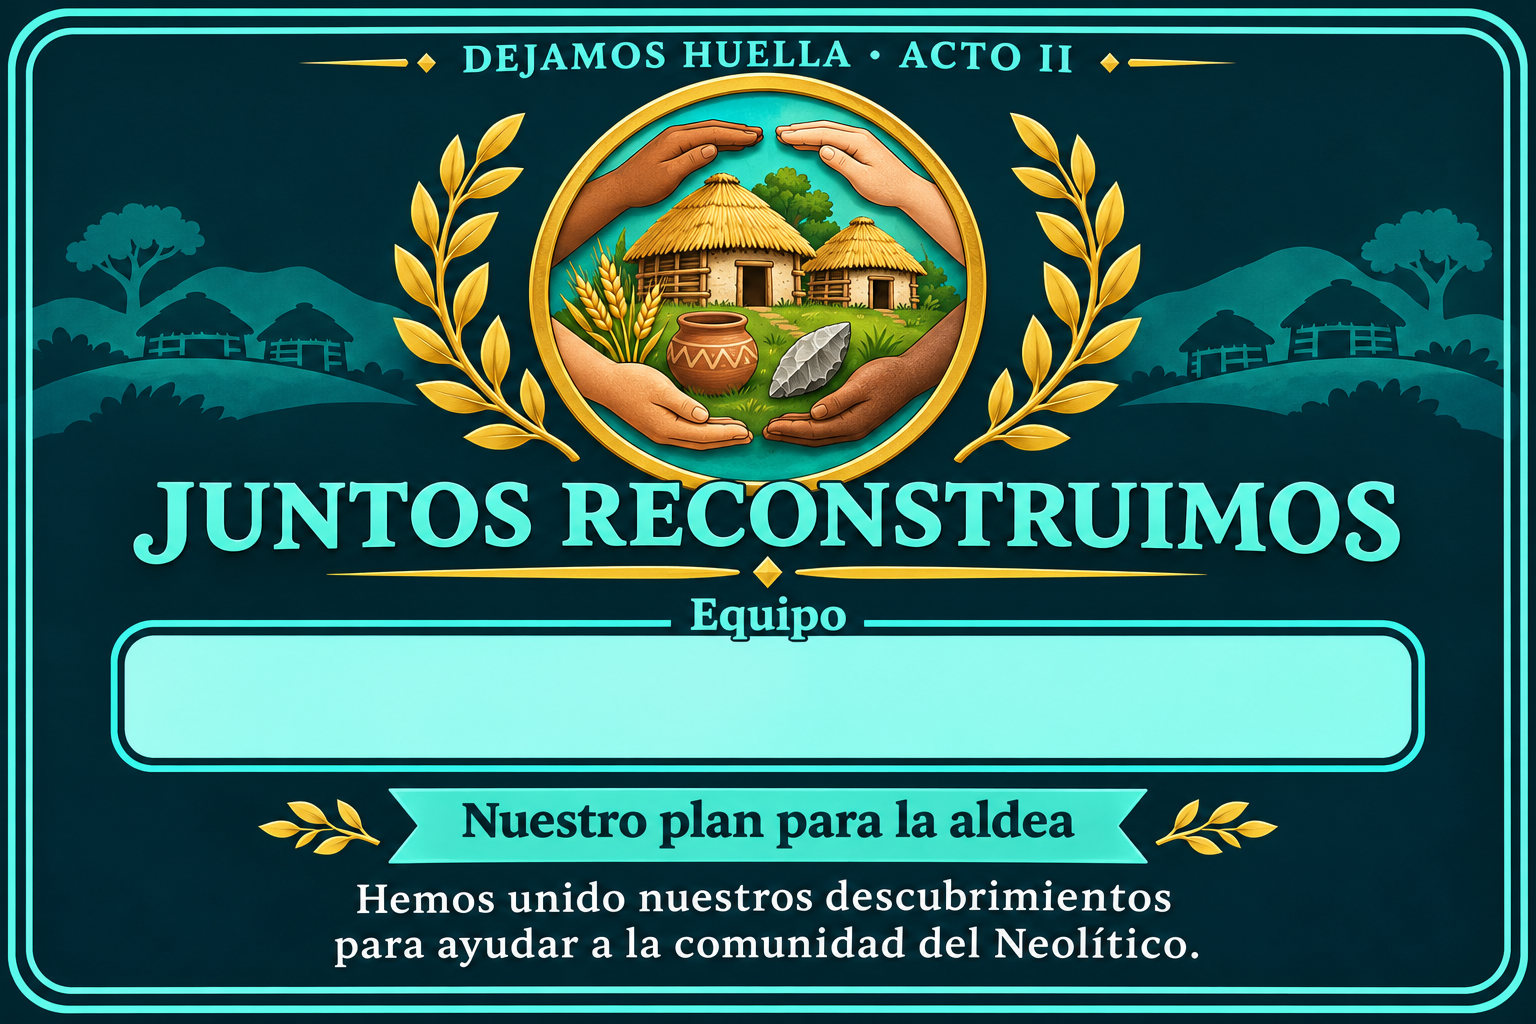 DEJAMOS HUELLA • ACTO II
JUNTOS RECONSTRUIMOS
Equipo
Nuestro plan para la aldea
Hemos unido nuestros descubrimientos
para ayudar a la comunidad del Neolítico.